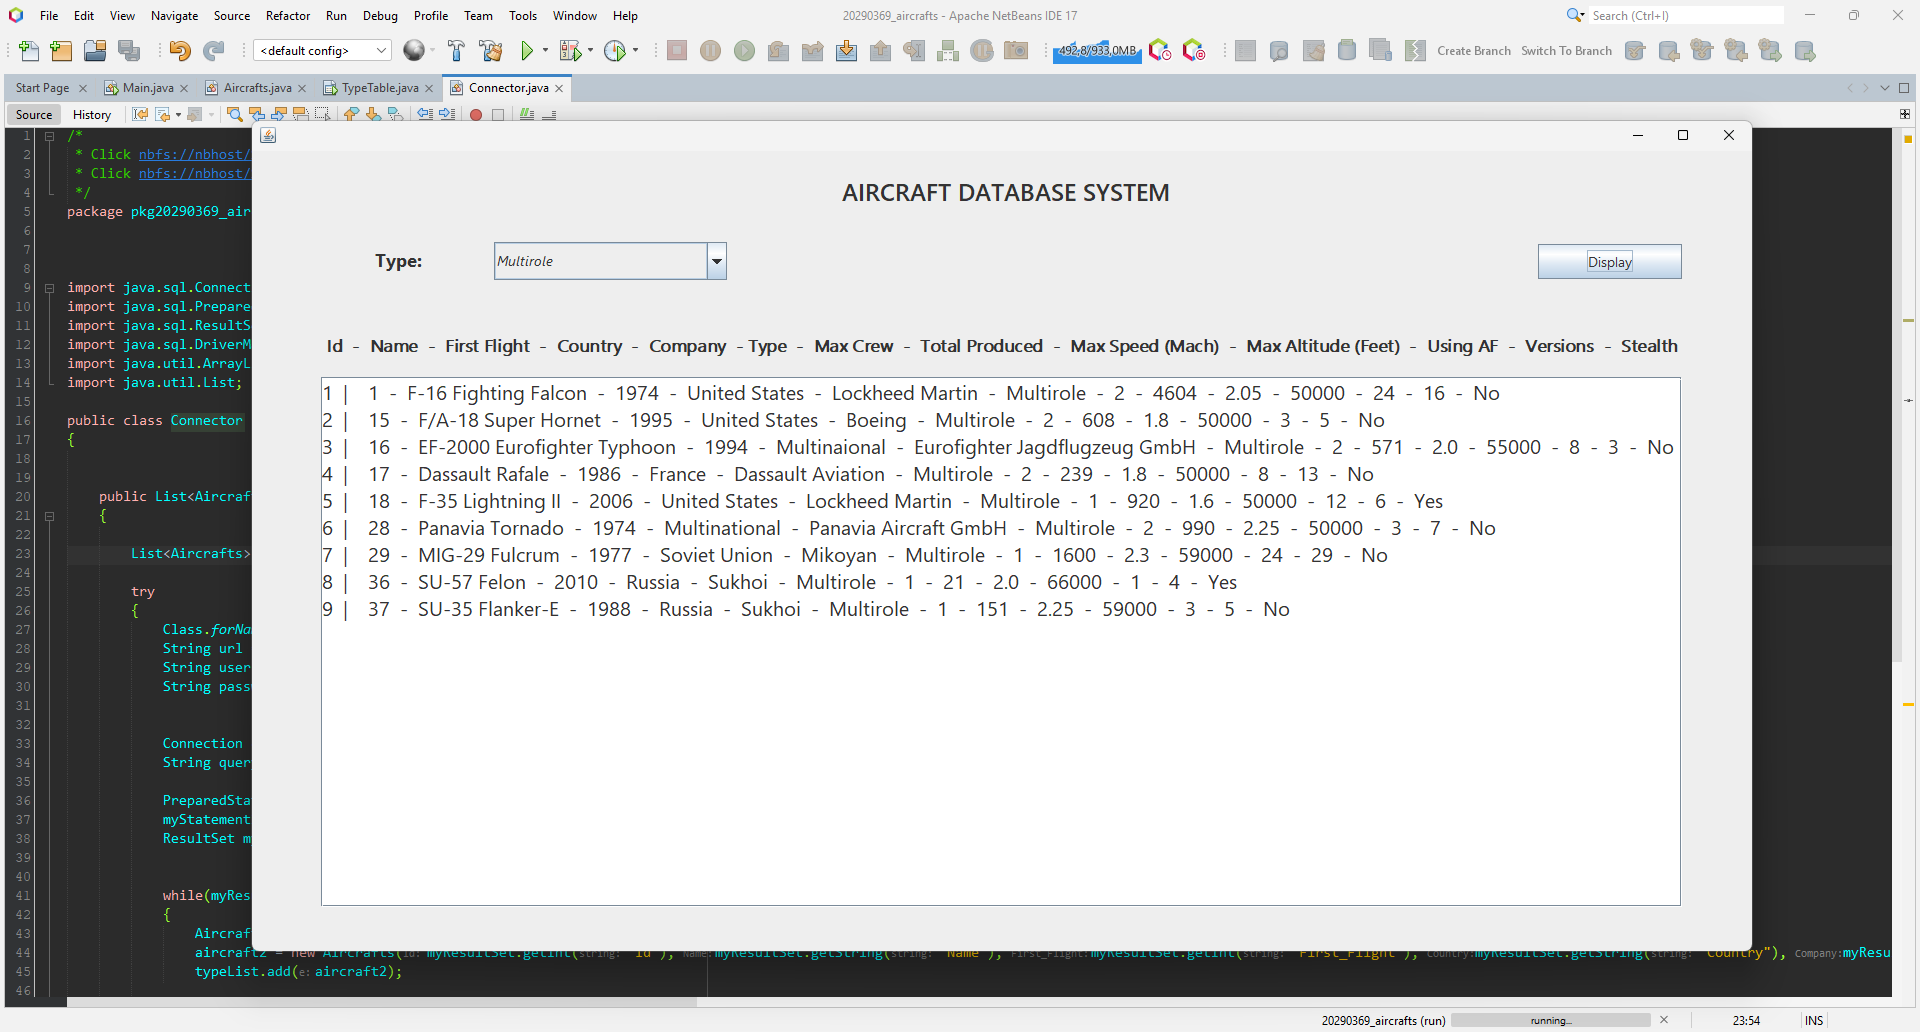 File Edit View Navigate Source Refactor Run Debug Profile Team Tools Window Help
20290369_aircrafts - Apache NetBeans IDE 17
Search (Ctrl+I)
<default config>
492,8/933,0MB
Create Branch Switch To Branch
Start Page Main.java Aircrafts.java TypeTable.java Connector.java
Source History
AIRCRAFT DATABASE SYSTEM
Type:
Multirole
Display
Id - Name - First Flight - Country - Company - Type - Max Crew - Total Produced - Max Speed (Mach) - Max Altitude (Feet) - Using AF - Versions - Stealth
1 | 1 - F-16 Fighting Falcon - 1974 - United States - Lockheed Martin - Multirole - 2 - 4604 - 2.05 - 50000 - 24 - 16 - No
2 | 15 - F/A-18 Super Hornet - 1995 - United States - Boeing - Multirole - 2 - 608 - 1.8 - 50000 - 3 - 5 - No
3 | 16 - EF-2000 Eurofighter Typhoon - 1994 - Multinaional - Eurofighter Jagdflugzeug GmbH - Multirole - 2 - 571 - 2.0 - 55000 - 8 - 3 - No
4 | 17 - Dassault Rafale - 1986 - France - Dassault Aviation - Multirole - 2 - 239 - 1.8 - 50000 - 8 - 13 - No
5 | 18 - F-35 Lightning II - 2006 - United States - Lockheed Martin - Multirole - 1 - 920 - 1.6 - 50000 - 12 - 6 - Yes
6 | 28 - Panavia Tornado - 1974 - Multinational - Panavia Aircraft GmbH - Multirole - 2 - 990 - 2.25 - 50000 - 3 - 7 - No
7 | 29 - MIG-29 Fulcrum - 1977 - Soviet Union - Mikoyan - Multirole - 1 - 1600 - 2.3 - 59000 - 24 - 29 - No
8 | 36 - SU-57 Felon - 2010 - Russia - Sukhoi - Multirole - 1 - 21 - 2.0 - 66000 - 1 - 4 - Yes
9 | 37 - SU-35 Flanker-E - 1988 - Russia - Sukhoi - Multirole - 1 - 151 - 2.25 - 59000 - 3 - 5 - No
1 /*
2 * Click nbfs://nbhost/
3 * Click nbfs://nbhost/
4 */
5 package pkg20290369_air
6
7
8
9 import java.sql.Connect
10 import java.sql.Prepare
11 import java.sql.ResultS
12 import java.sql.DriverM
13 import java.util.ArrayL
14 import java.util.List;
15
16 public class Connector
17 {
18
19
20 public List<Aircraf
21 {
22
23 List<Aircrafts>
24
25 try
26 {
27 Class.forNa
28 String url
29 String user
30 String pass
31
32
33 Connection
34 String quer
35
36 PreparedSta
37 myStatement
38 ResultSet m
39
40
41 while(myRes
42 {
43 Aircraf
44 aircraft2 = new Aircrafts(Id: myResultSet.getInt(string: "Id"), Name:myResultSet.getString(string: "Name"), First_Flight:myResultSet.getInt(string: "First_Flight"), Country:myResultSet.getString(string: "Country"), Company:myResu
45 typeList.add(e: aircraft2);
46
20290369_aircrafts (run) running... 23:54 INS